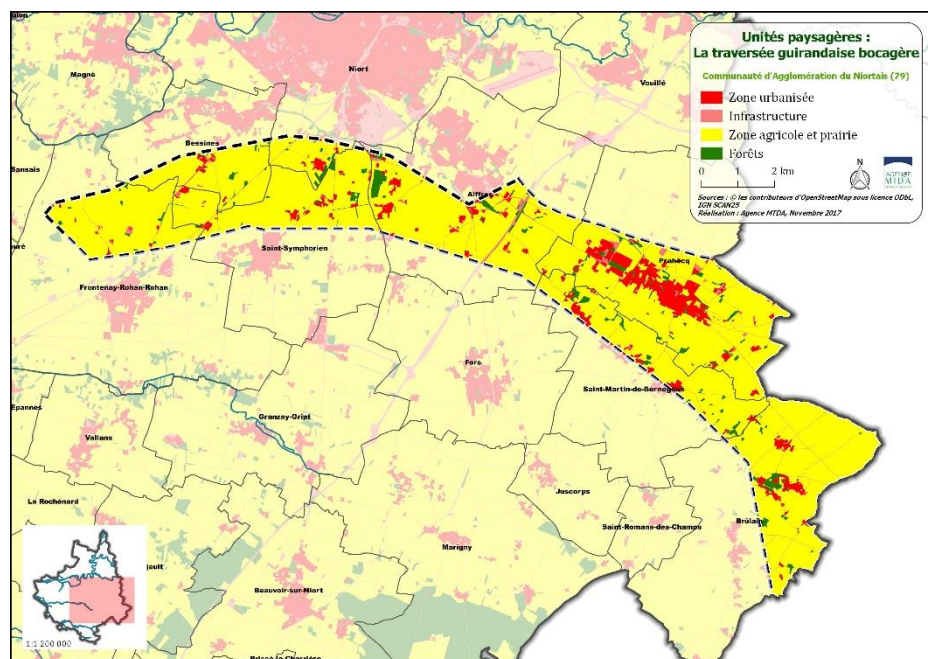 Unités paysagères :
La traversée guirandaise bocagère
Communauté d'Agglomération du Niortais (79)
Zone urbanisée
Infrastructure
Zone agricole et prairie
Forêts
0 1 2 km
N
AGENCE
MTDA
Sources : © les contributeurs d'OpenStreetMap sous licence ODbL,
IGN SCAN25
Réalisation : Agence MTDA, Novembre 2017
Niort
Magné
Vouillé
Bessines
Sansais
Aiffres
Saint-Symphorien
Prahecq
Frontenay-Rohan-Rohan
Fors
Saint-Martin-de-Bernegoue
Épannes
Granzay-Gript
Vallans
Juscorps
La Rochénard
Saint-Romans-des-Champs
Brûlain
Marigny
Beauvoir-sur-Niort
1:1 200 000